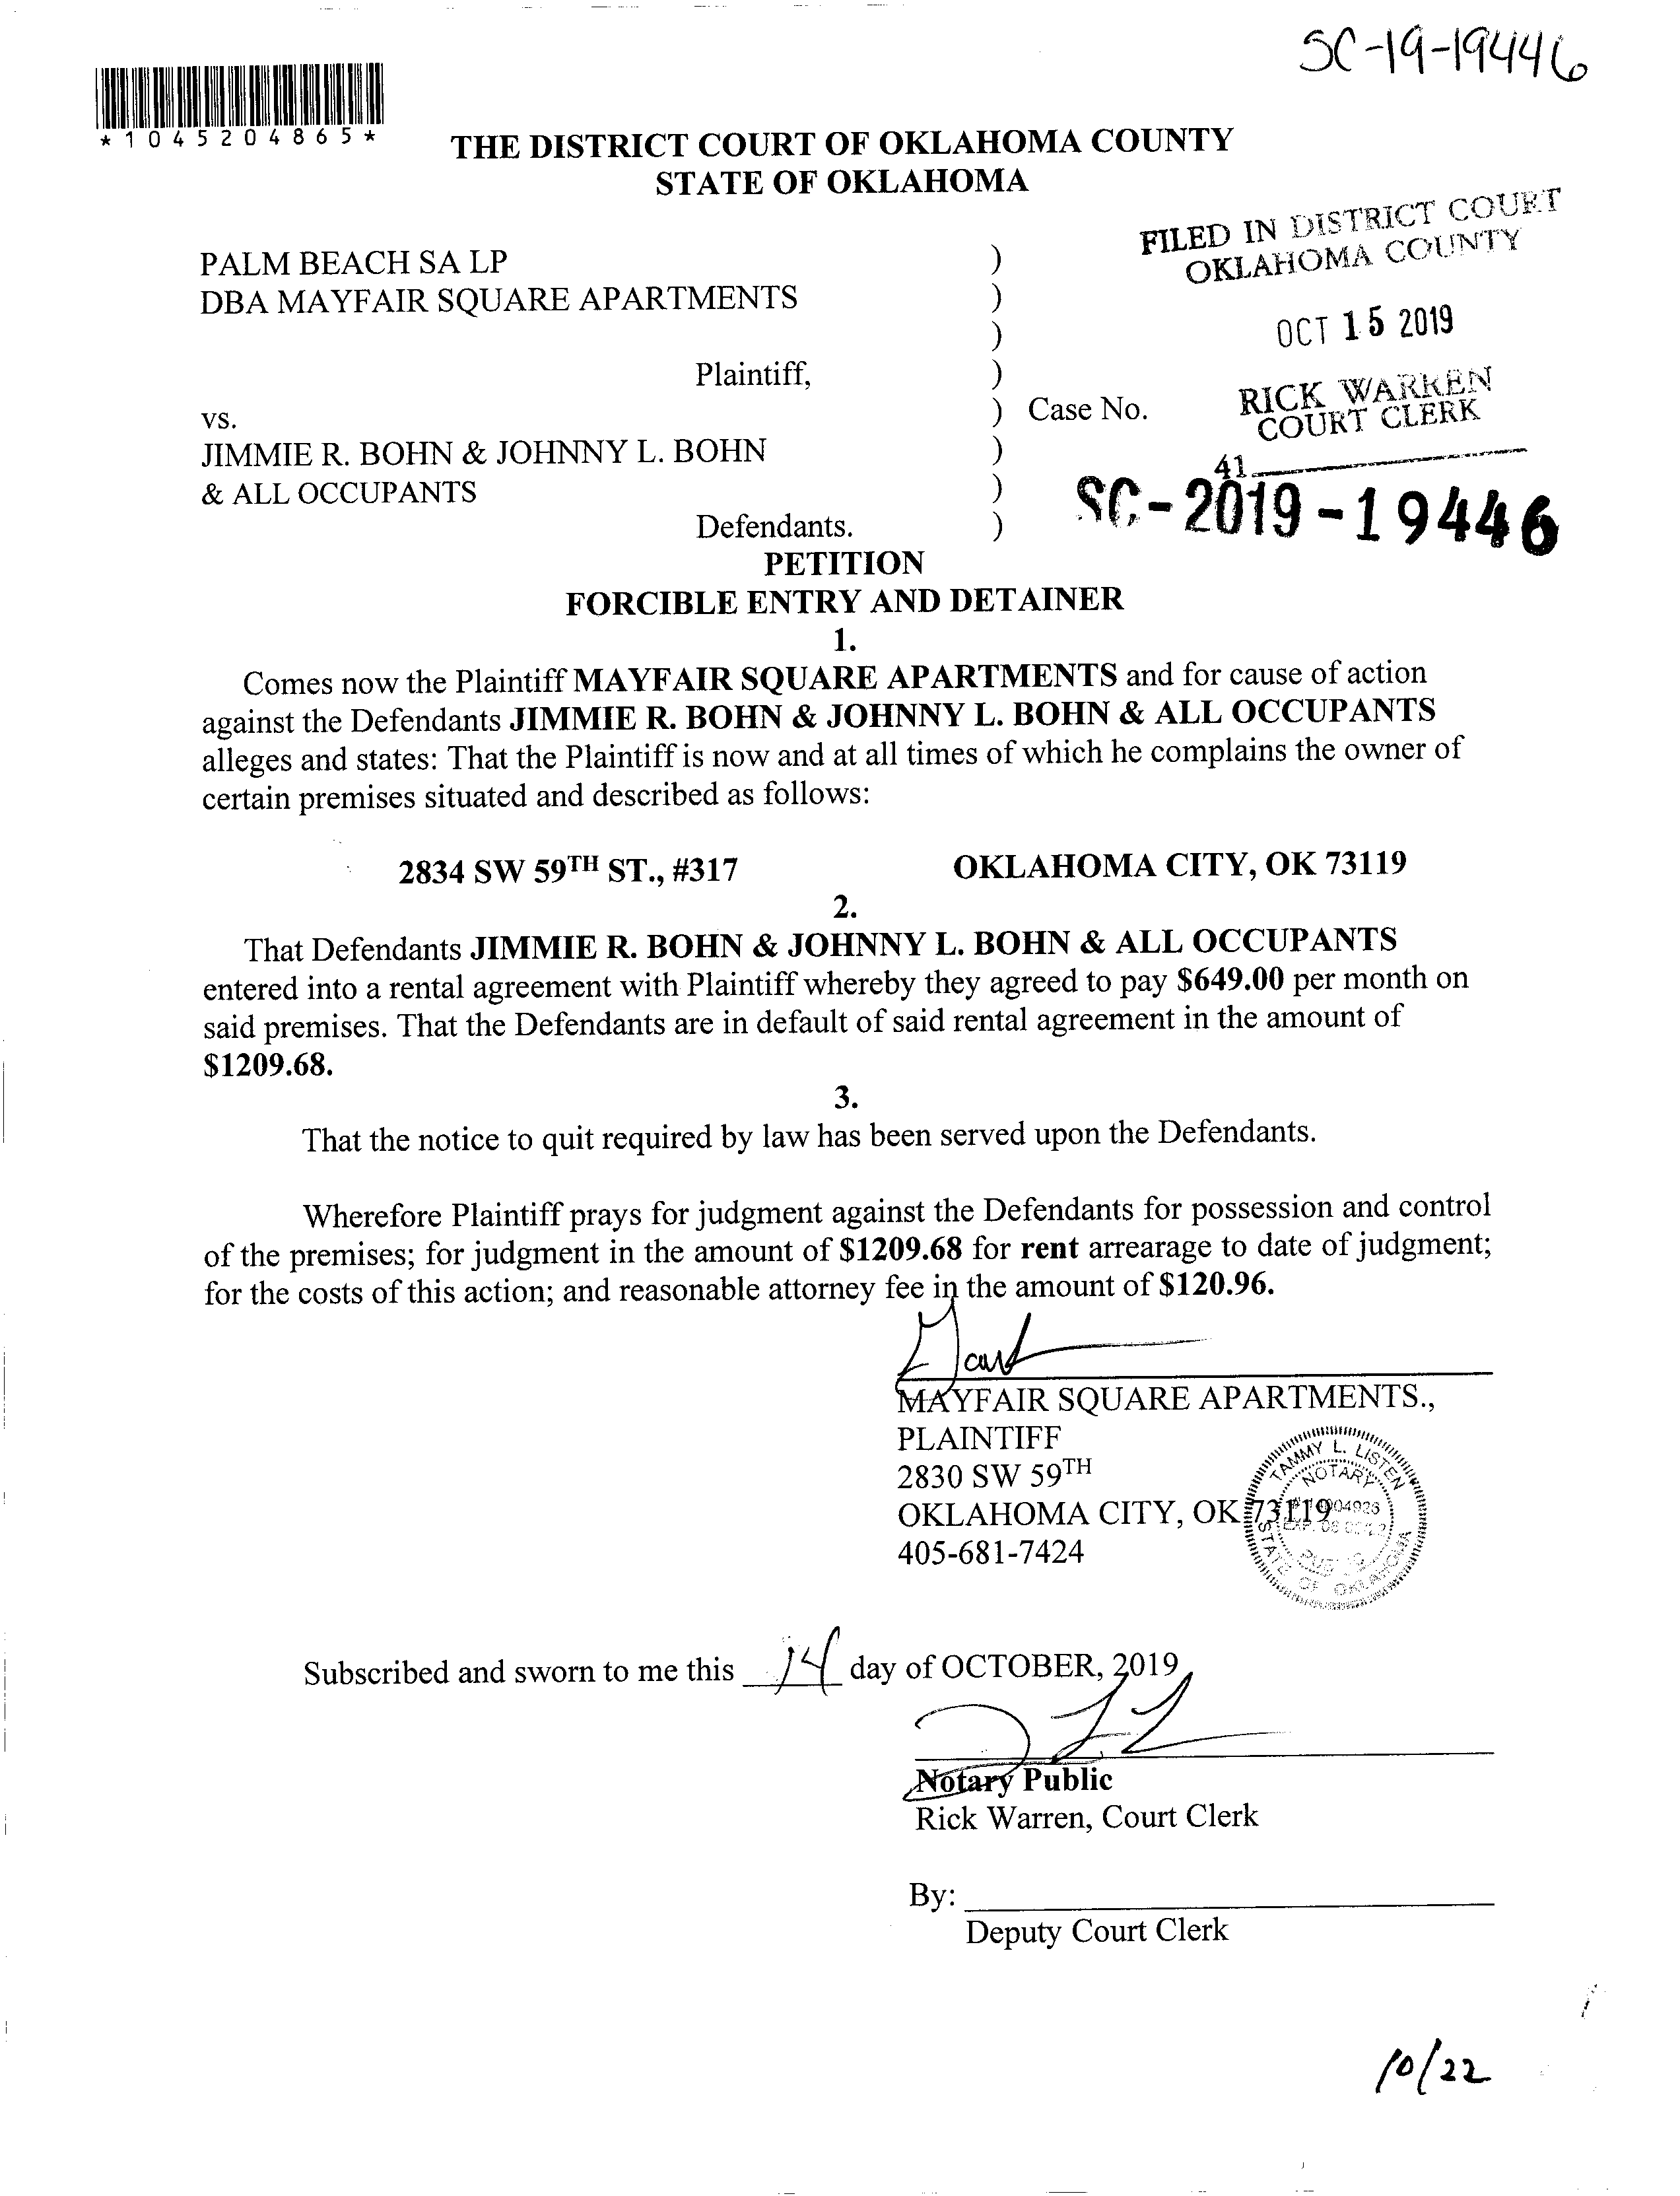 SC-19-19446
*1045204865*
THE DISTRICT COURT OF OKLAHOMA COUNTY
STATE OF OKLAHOMA
FILED IN DISTRICT COURT
OKLAHOMA COUNTY
OCT 15 2019
RICK WARREN
COURT CLERK
41
SC-2019-19446
PALM BEACH SA LP )
DBA MAYFAIR SQUARE APARTMENTS )
)
Plaintiff, )
vs. ) Case No.
JIMMIE R. BOHN & JOHNNY L. BOHN )
& ALL OCCUPANTS )
Defendants. )
PETITION
FORCIBLE ENTRY AND DETAINER
1.
Comes now the Plaintiff MAYFAIR SQUARE APARTMENTS and for cause of action
against the Defendants JIMMIE R. BOHN & JOHNNY L. BOHN & ALL OCCUPANTS
alleges and states: That the Plaintiff is now and at all times of which he complains the owner of
certain premises situated and described as follows:
2834 SW 59TH ST., #317 OKLAHOMA CITY, OK 73119
2.
That Defendants JIMMIE R. BOHN & JOHNNY L. BOHN & ALL OCCUPANTS
entered into a rental agreement with Plaintiff whereby they agreed to pay $649.00 per month on
said premises. That the Defendants are in default of said rental agreement in the amount of
$1209.68.
3.
That the notice to quit required by law has been served upon the Defendants.
Wherefore Plaintiff prays for judgment against the Defendants for possession and control
of the premises; for judgment in the amount of $1209.68 for rent arrearage to date of judgment;
for the costs of this action; and reasonable attorney fee in the amount of $120.96.
MAYFAIR SQUARE APARTMENTS.,
PLAINTIFF
2830 SW 59TH
OKLAHOMA CITY, OK 73119
405-681-7424
TAMMY L. LISTEN
NOTARY
PUBLIC
STATE OF OKLAHOMA
Subscribed and sworn to me this 14 day of OCTOBER, 2019
Notary Public
Rick Warren, Court Clerk
By:
Deputy Court Clerk
10/22